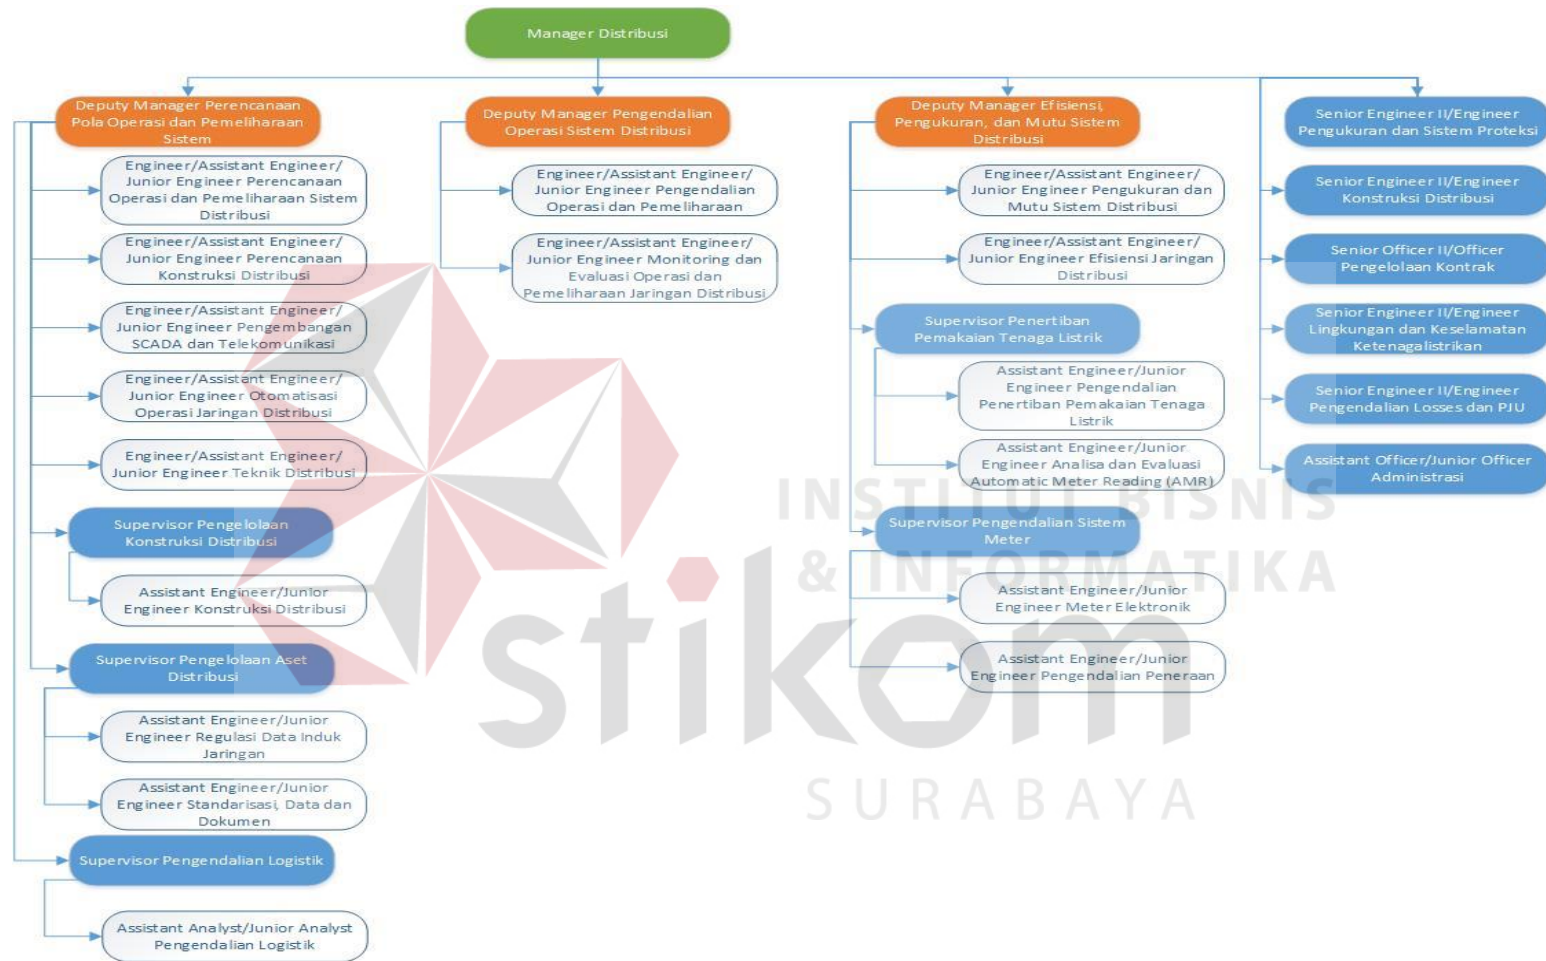 Manager Distribusi
Deputy Manager Perencanaan
Pola Operasi dan Pemeliharaan
Sistem
Engineer/Assistant Engineer/
Junior Engineer Perencanaan
Operasi dan Pemeliharaan Sistem
Distribusi
Engineer/Assistant Engineer/
Junior Engineer Perencanaan
Konstruksi Distribusi
Engineer/Assistant Engineer/
Junior Engineer Pengembangan
SCADA dan Telekomunikasi
Engineer/Assistant Engineer/
Junior Engineer Otomatisasi
Operasi Jaringan Distribusi
Engineer/Assistant Engineer/
Junior Engineer Teknik Distribusi
Supervisor Pengelolaan
Konstruksi Distribusi
Assistant Engineer/Junior
Engineer Konstruksi Distribusi
Supervisor Pengelolaan Aset
Distribusi
Assistant Engineer/Junior
Engineer Regulasi Data Induk
Jaringan
Assistant Engineer/Junior
Engineer Standarisasi, Data dan
Dokumen
Supervisor Pengendalian Logistik
Assistant Analyst/Junior Analyst
Pengendalian Logistik
Deputy Manager Pengendalian
Operasi Sistem Distribusi
Engineer/Assistant Engineer/
Junior Engineer Pengendalian
Operasi dan Pemeliharaan
Engineer/Assistant Engineer/
Junior Engineer Monitoring dan
Evaluasi Operasi dan
Pemeliharaan Jaringan Distribusi
Deputy Manager Efisiensi,
Pengukuran, dan Mutu Sistem
Distribusi
Engineer/Assistant Engineer/
Junior Engineer Pengukuran dan
Mutu Sistem Distribusi
Engineer/Assistant Engineer/
Junior Engineer Efisiensi Jaringan
Distribusi
Supervisor Penertiban
Pemakaian Tenaga Listrik
Assistant Engineer/Junior
Engineer Pengendalian
Penertiban Pemakaian Tenaga
Listrik
Assistant Engineer/Junior
Engineer Analisa dan Evaluasi
Automatic Meter Reading (AMR)
Supervisor Pengendalian Sistem
Meter
Assistant Engineer/Junior
Engineer Meter Elektronik
Assistant Engineer/Junior
Engineer Pengendalian Peneraan
Senior Engineer II/Engineer
Pengukuran dan Sistem Proteksi
Senior Engineer II/Engineer
Konstruksi Distribusi
Senior Officer II/Officer
Pengelolaan Kontrak
Senior Engineer II/Engineer
Lingkungan dan Keselamatan
Ketenagalistrikan
Senior Engineer II/Engineer
Pengendalian Losses dan PJU
Assistant Officer/Junior Officer
Administrasi
INSTITUT BISNIS
& INFORMATIKA
stikom
SURABAYA